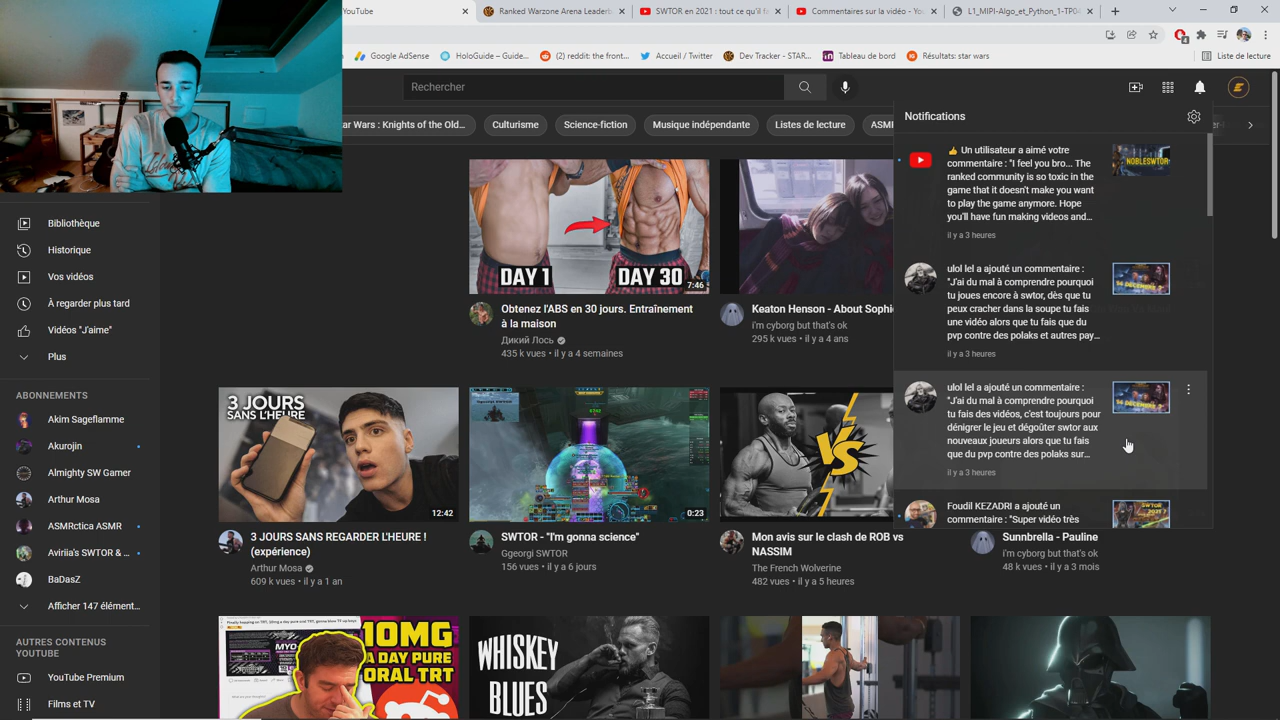 YouTube
Ranked Warzone Arena Leaderl
SWTOR en 2021 : tout ce qu'il fa
Commentaires sur la vidéo - Yo
L1_MIPI-Algo_et_Python_1-TP04
Google AdSense
HoloGuide – Guide...
(2) reddit: the front...
Accueil / Twitter
Dev Tracker - STAR...
Tableau de bord
Résultats: star wars
Liste de lecture
Rechercher
ar Wars : Knights of the Old...
Culturisme
Science-fiction
Musique indépendante
Listes de lecture
ASMI
Notifications
👍 Un utilisateur a aimé votre
commentaire : "I feel you bro... The
ranked community is so toxic in the
game that it doesn't make you want
to play the game anymore. Hope
you'll have fun making videos and...
il y a 3 heures
NOBLESWTOR
ulol lel a ajouté un commentaire :
"J'ai du mal à comprendre pourquoi
tu joues encore à swtor, dès que tu
peux cracher dans la soupe tu fais
une vidéo alors que tu fais que du
pvp contre des polaks et autres pay...
il y a 3 heures
14 DÉCEMBRE ?
ulol lel a ajouté un commentaire :
"J'ai du mal à comprendre pourquoi
tu fais des vidéos, c'est toujours pour
dénigrer le jeu et dégoûter swtor aux
nouveaux joueurs alors que tu fais
que du pvp contre des polaks sur...
il y a 3 heures
14 DÉCEMBRE ?
Foudil KEZADRI a ajouté un
commentaire : "Super vidéo très
SWTOR
2021 ?
Bibliothèque
Historique
Vos vidéos
À regarder plus tard
Vidéos "J'aime"
Plus
ABONNEMENTS
Akim Sageflamme
Akurojin
Almighty SW Gamer
Arthur Mosa
ASMRctica ASMR
Aviriia's SWTOR & ...
BaDasZ
Afficher 147 élément...
AUTRES CONTENUS
YOUTUBE
YouTube Premium
Films et TV
DAY 1
DAY 30
7:46
Obtenez l'ABS en 30 jours. Entraînement
à la maison
Дикий Лось
435 k vues • il y a 4 semaines
Keaton Henson - About Sophi
i'm cyborg but that's ok
295 k vues • il y a 4 ans
3 JOURS
SANS L'HEURE
12:42
3 JOURS SANS REGARDER L'HEURE !
(expérience)
Arthur Mosa
609 k vues • il y a 1 an
0:23
SWTOR - "I'm gonna science"
Ggeorgi SWTOR
156 vues • il y a 6 jours
VS
Mon avis sur le clash de ROB vs
NASSIM
The French Wolverine
482 vues • il y a 5 heures
Sunnbrella - Pauline
i'm cyborg but that's ok
48 k vues • il y a 3 mois
10MG
A DAY PURE
ORAL TRT
WHISKEY
BLUES